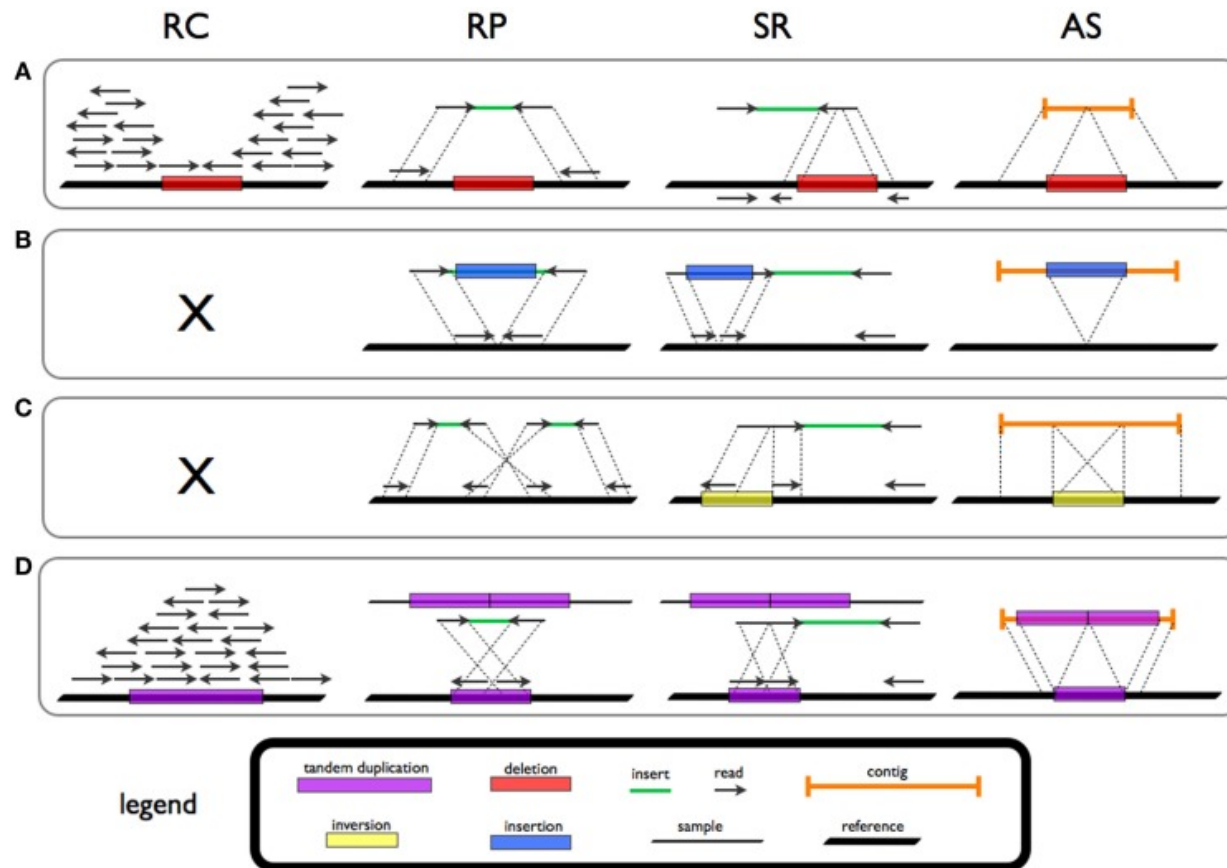 RC RP SR AS
A
B
X
C
X
D
legend
tandem duplication deletion insert read contig
inversion insertion sample reference